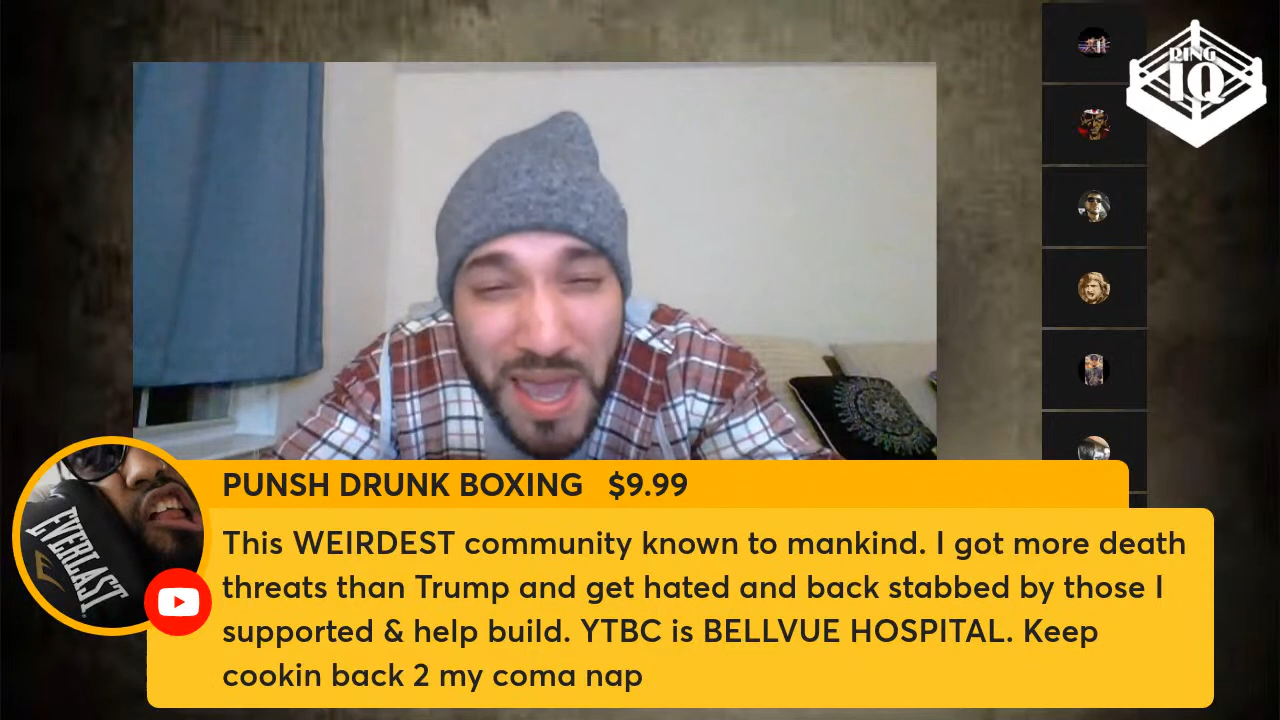 RING
IQ
PUNSH DRUNK BOXING $9.99
This WEIRDEST community known to mankind. I got more death
threats than Trump and get hated and back stabbed by those I
supported & help build. YTBC is BELLVUE HOSPITAL. Keep
cookin back 2 my coma nap
EVERLAST